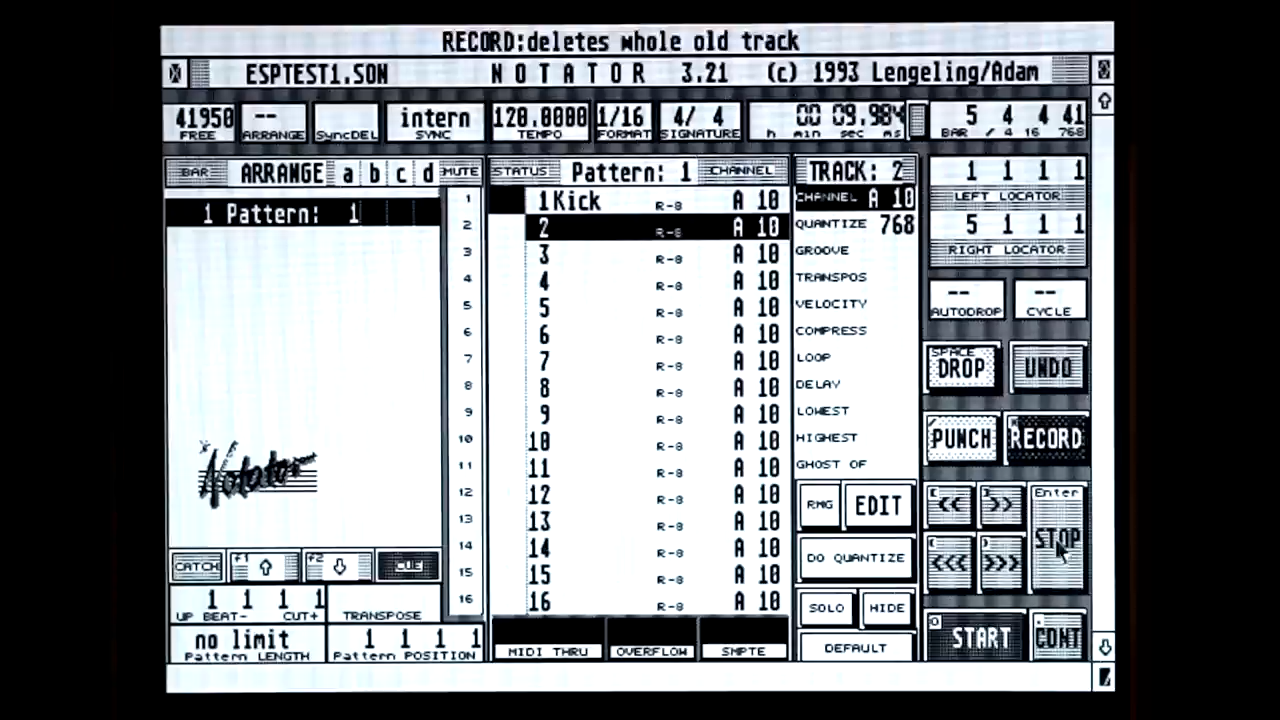 RECORD:deletes whole old track
ESPTEST1.SON NOTATOR 3.21 (c) 1993 Lengeling/Adam
41950 -- intern 120.0000 1/16 4/ 4 00 09.984 5 4 4 41
FREE ARRANGE SyncDEL SYNC TEMPO FORMAT SIGNATURE h min sec ms BAR / 4 16 768
BAR ARRANGE a b c d MUTE
1 Pattern: 1
1
2
3
4
5
6
7
8
9
10
11
12
13
14
15
16
Notator
CATCH f1 f2 CUE
1 1 1 1
UP BEAT- CUT+ TRANSPOSE
no limit 1 1 1 1
Pattern LENGTH Pattern POSITION
STATUS Pattern: 1 CHANNEL
1 Kick R-8 A 10
2 R-8 A 10
3 R-8 A 10
4 R-8 A 10
5 R-8 A 10
6 R-8 A 10
7 R-8 A 10
8 R-8 A 10
9 R-8 A 10
10 R-8 A 10
11 R-8 A 10
12 R-8 A 10
13 R-8 A 10
14 R-8 A 10
15 R-8 A 10
16 R-8 A 10
MIDI THRU OVERFLOW SMPTE
TRACK: 2
CHANNEL A 10
QUANTIZE 768
GROOVE
TRANSPOS
VELOCITY
COMPRESS
LOOP
DELAY
LOWEST
HIGHEST
GHOST OF
RMG EDIT
DO QUANTIZE
SOLO HIDE
DEFAULT
1 1 1 1
LEFT LOCATOR
5 1 1 1
RIGHT LOCATOR
-- --
AUTODROP CYCLE
SPACE
DROP UNDO
PUNCH RECORD
<< >> Enter
STOP
<<< >>>
START CONT